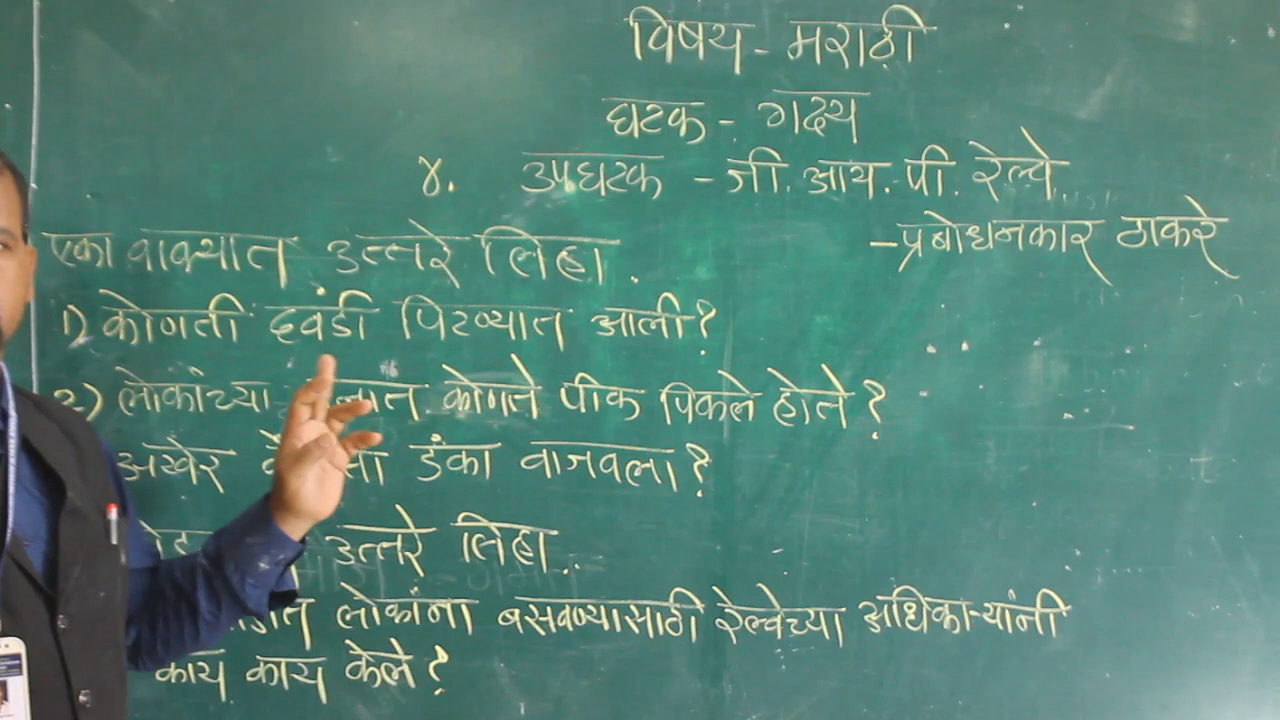 विषय - मराठी
घटक - गद्य
४. उपघटक - जी. आय. पी. रेल्वे
- प्रबोधनकार ठाकरे
एका वाक्यात उत्तरे लिहा.
१) कोणती दवंडी पिटण्यात आली?
२) लोकांच्या कोणते पीक पिकले होते?
अखेर डंका वाजवला?
उत्तरे लिहा.
लोकांना बसवण्यासाठी रेल्वेच्या अधिकाऱ्यांनी
काय काय केले?